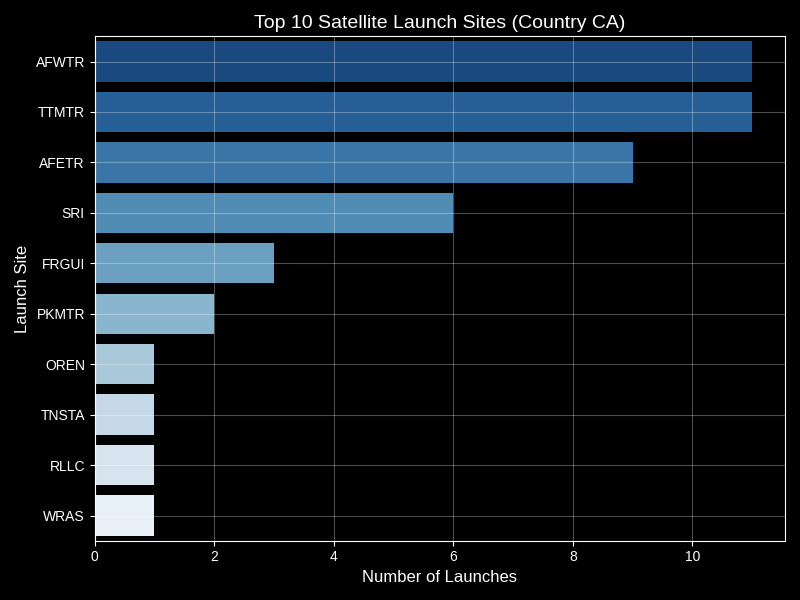 Top 10 Satellite Launch Sites (Country CA)
Launch Site
AFWTR
TTMTR
AFETR
SRI
FRGUI
PKMTR
OREN
TNSTA
RLLC
WRAS
0 2 4 6 8 10
Number of Launches